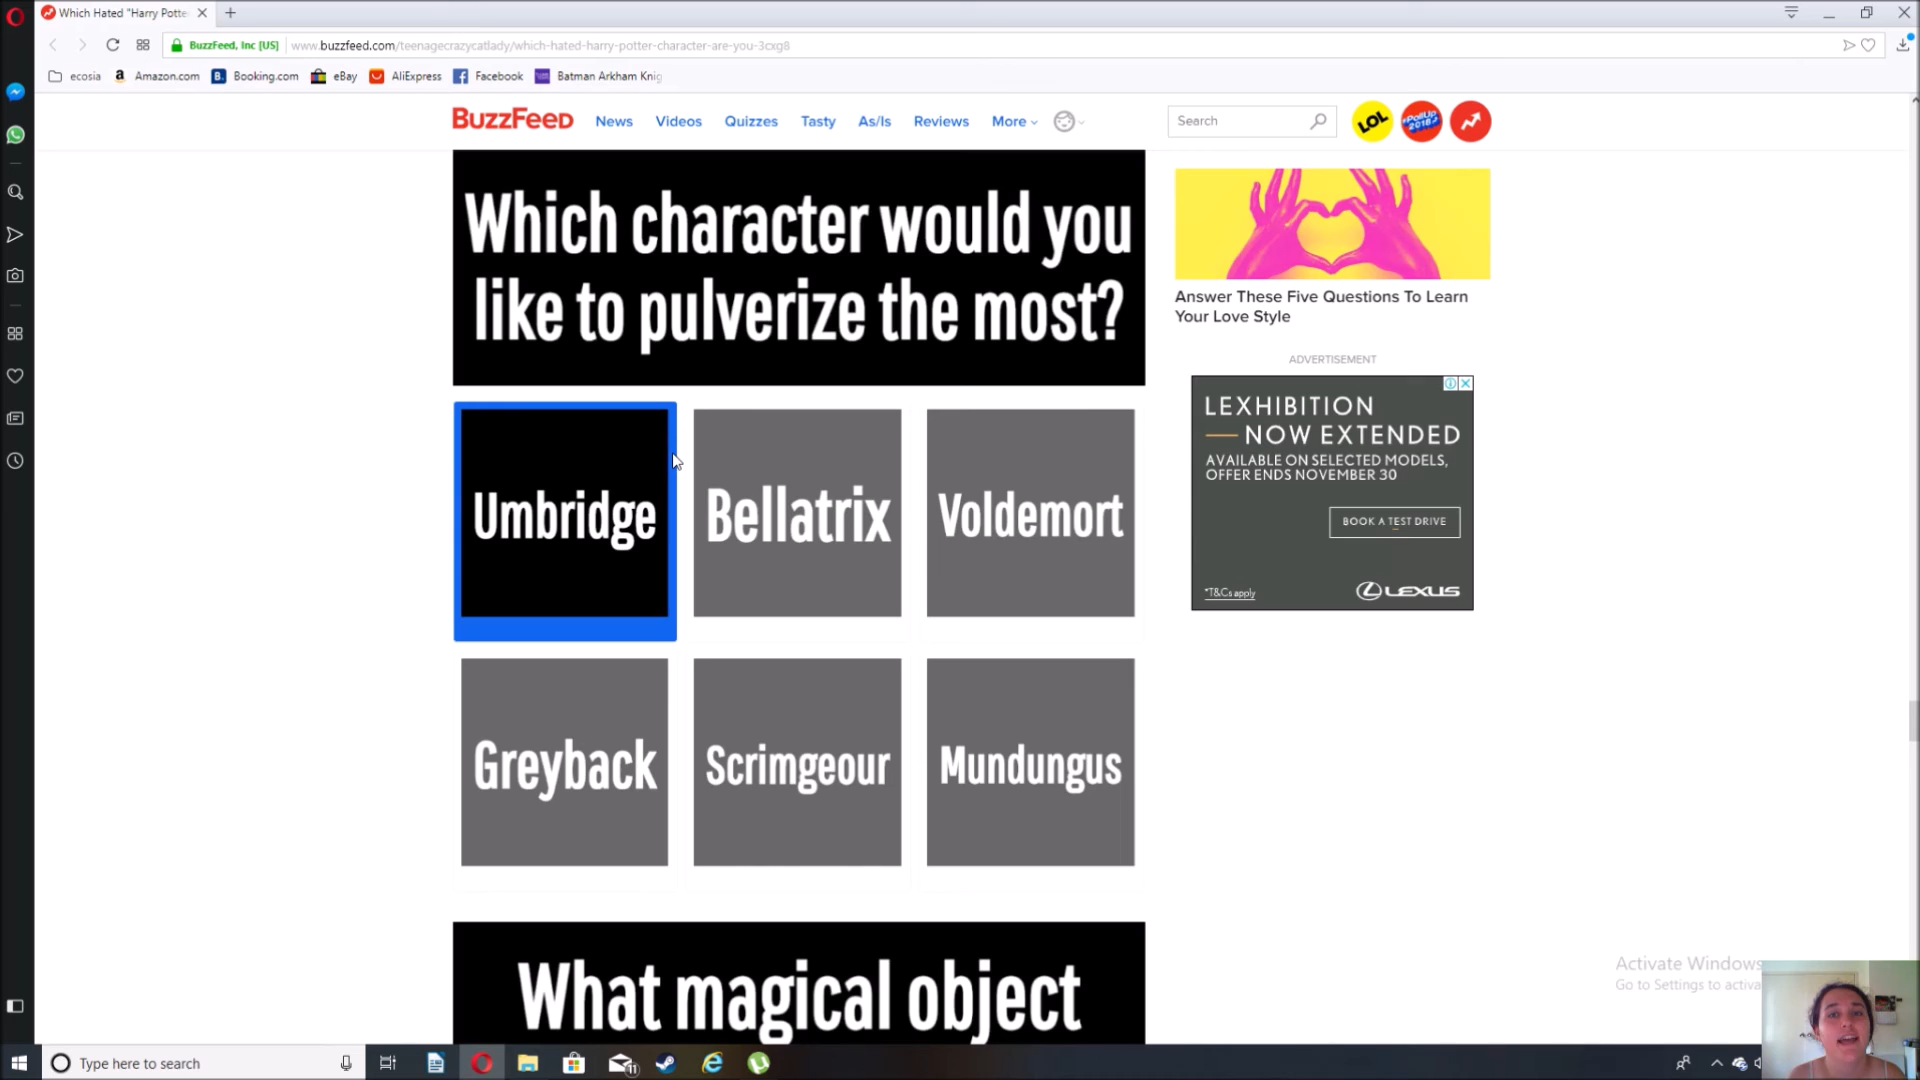 Which Hated "Harry Potte
BuzzFeed, Inc [US]
www.buzzfeed.com/teenagecrazycatlady/which-hated-harry-potter-character-are-you-3cxg8
ecosia
Amazon.com
Booking.com
eBay
AliExpress
Facebook
Batman Arkham Knig
BuzzFeed
News
Videos
Quizzes
Tasty
As/Is
Reviews
More
Search
LOL
#PollUp
2018
Which character would you
like to pulverize the most?
Umbridge
Bellatrix
Voldemort
Greyback
Scrimgeour
Mundungus
What magical object
Answer These Five Questions To Learn
Your Love Style
ADVERTISEMENT
LEXHIBITION
— NOW EXTENDED
AVAILABLE ON SELECTED MODELS,
OFFER ENDS NOVEMBER 30
BOOK A TEST DRIVE
*T&Cs apply
LEXUS
Activate Windows
Go to Settings to activa
Type here to search
11